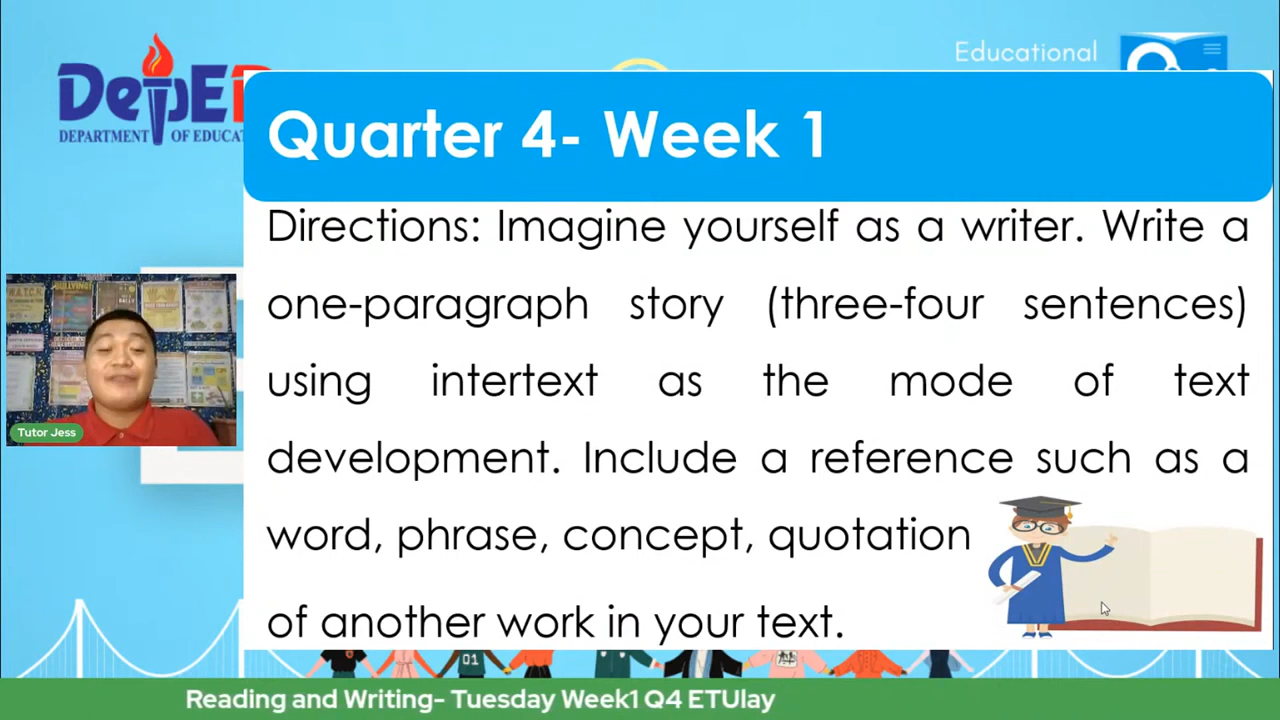 Educational
DepED
DEPARTMENT OF EDUCA
Quarter 4- Week 1
Directions: Imagine yourself as a writer. Write a
one-paragraph story (three-four sentences)
using intertext as the mode of text
development. Include a reference such as a
word, phrase, concept, quotation
of another work in your text.
Tutor Jess
01
Reading and Writing- Tuesday Week1 Q4 ETUlay